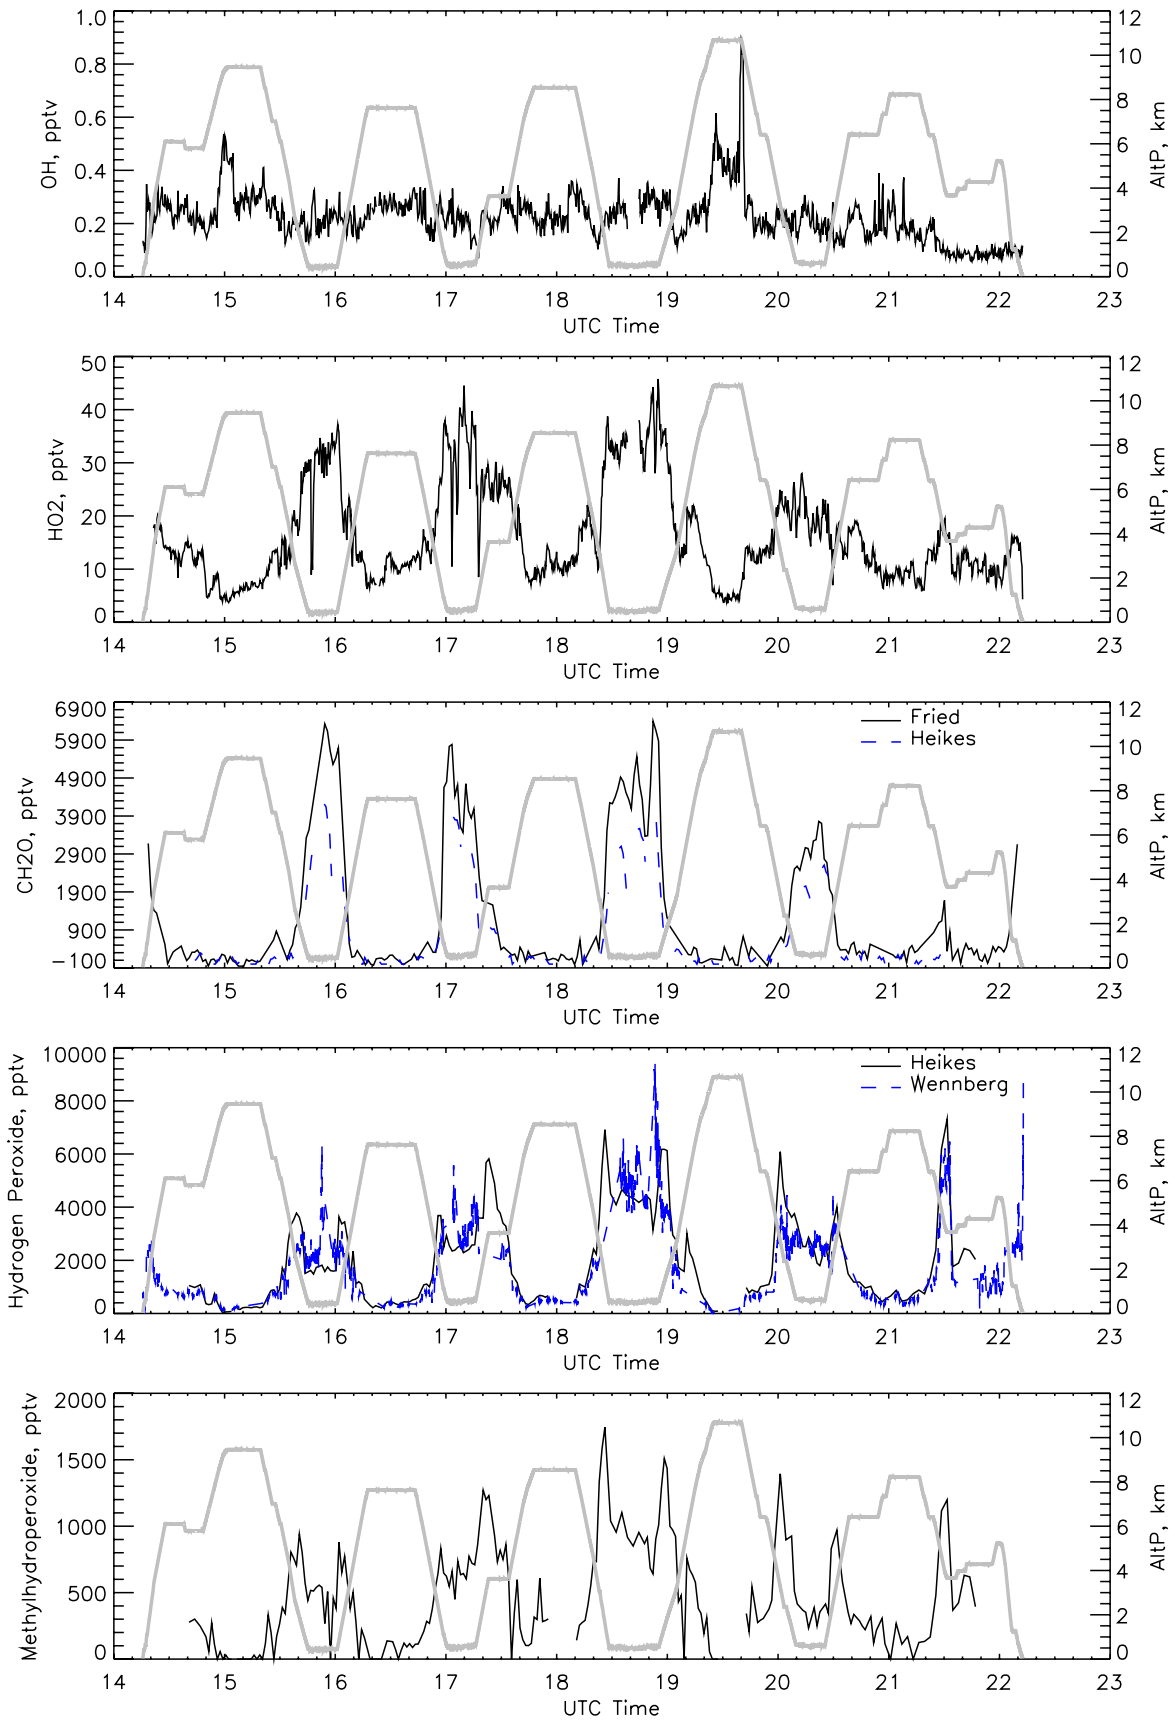 1.0
0.8
0.6
0.4
0.2
0.0
OH, pptv
12
10
8
6
4
2
0
AltP, km
14 15 16 17 18 19 20 21 22 23
UTC Time
50
40
30
20
10
0
HO2, pptv
12
10
8
6
4
2
0
AltP, km
14 15 16 17 18 19 20 21 22 23
UTC Time
6900
5900
4900
3900
2900
1900
900
-100
CH2O, pptv
Fried
Heikes
12
10
8
6
4
2
0
AltP, km
14 15 16 17 18 19 20 21 22 23
UTC Time
10000
8000
6000
4000
2000
0
Hydrogen Peroxide, pptv
Heikes
Wennberg
12
10
8
6
4
2
0
AltP, km
14 15 16 17 18 19 20 21 22 23
UTC Time
2000
1500
1000
500
0
Methylhydroperoxide, pptv
12
10
8
6
4
2
0
AltP, km
14 15 16 17 18 19 20 21 22 23
UTC Time